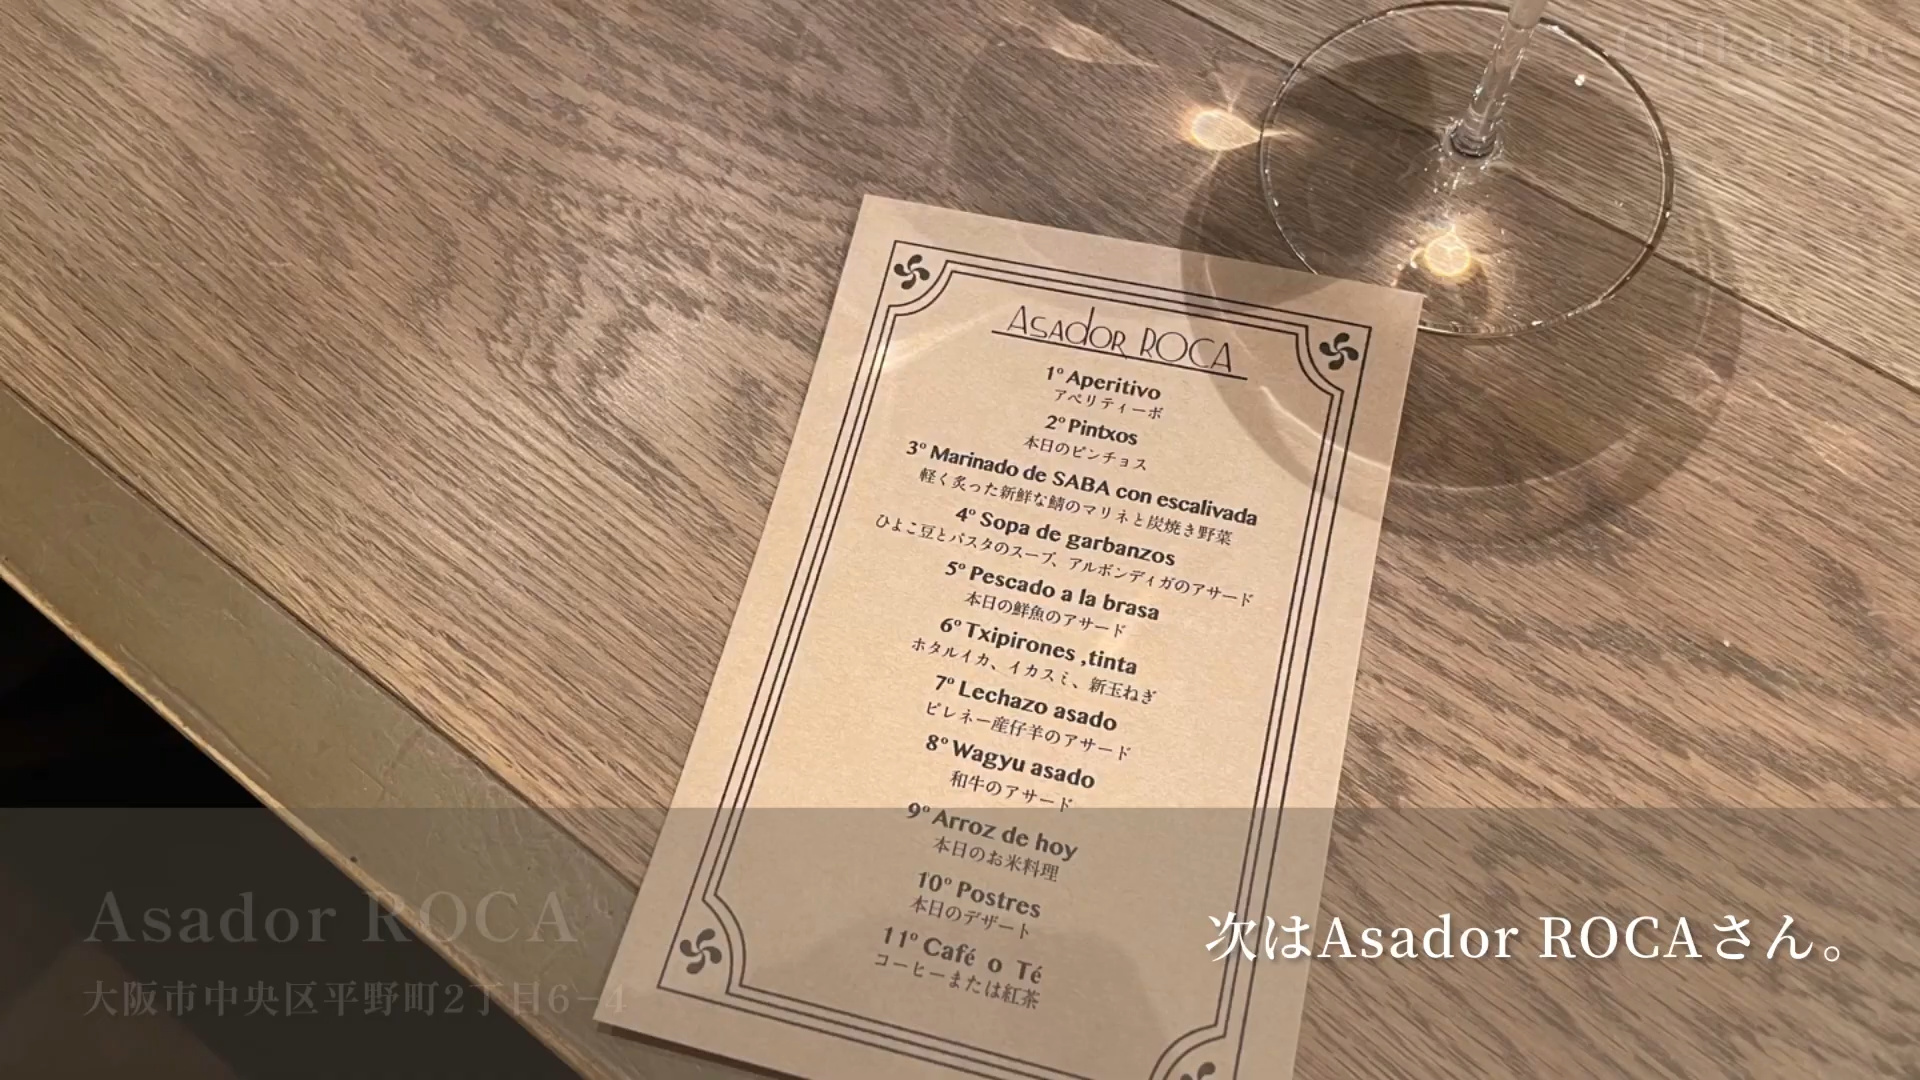 Asador ROCA
1º Aperitivo
アペリティーボ
2º Pintxos
本日のピンチョス
3º Marinado de SABA con escalivada
軽く炙った新鮮な鯖のマリネと炭焼き野菜
4º Sopa de garbanzos
ひよこ豆とパスタのスープ、アルボンディガのアサード
5º Pescado a la brasa
本日の鮮魚のアサード
6º Txipirones ,tinta
ホタルイカ、イカスミ、新玉ねぎ
7º Lechazo asado
ピレネー産仔羊のアサード
8º Wagyu asado
和牛のアサード
9º Arroz de hoy
本日のお米料理
10º Postres
本日のデザート
11º Café o Té
コーヒーまたは紅茶
Asador ROCA
大阪市中央区平野町2丁目6−4
次はAsador ROCAさん。